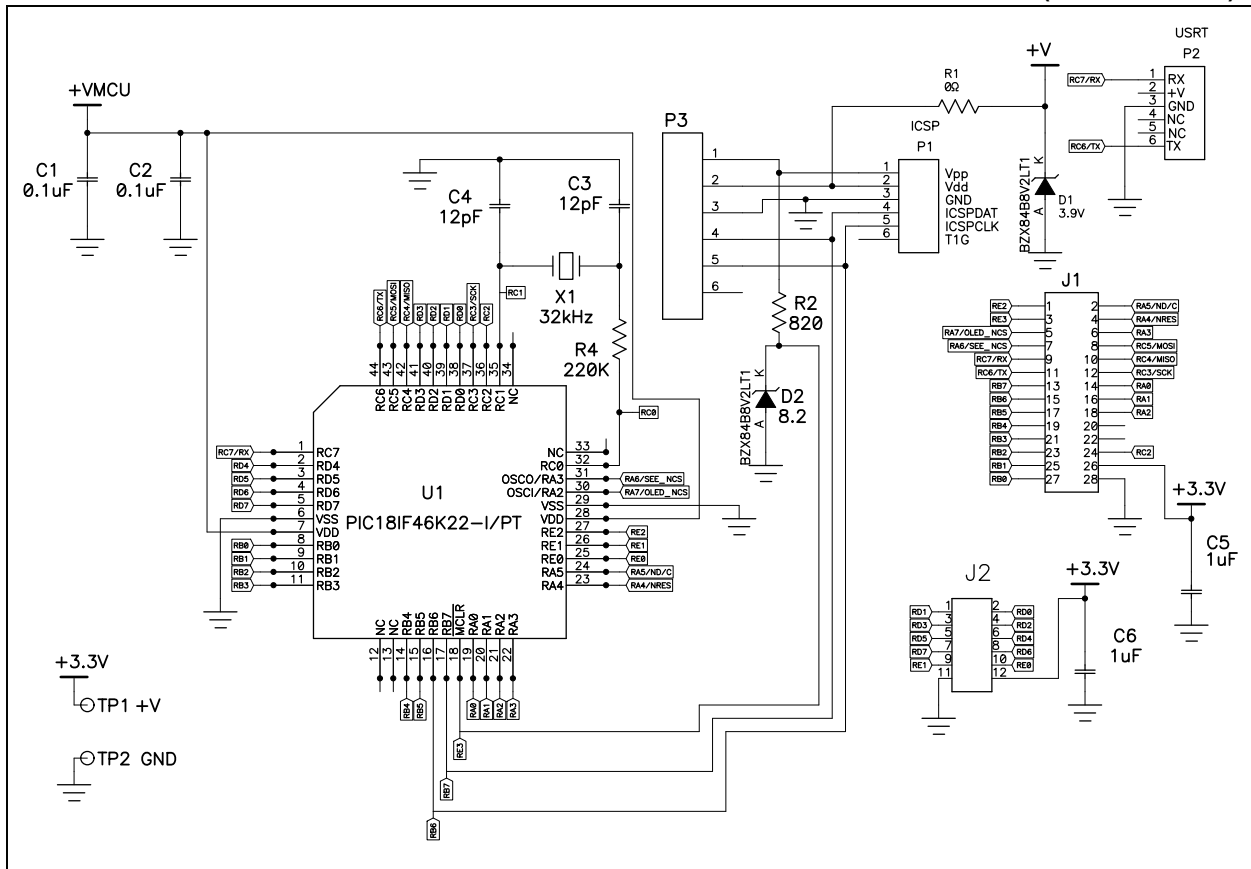 USRT
P2
+V
R1
0Ω
RC7/RX
1 RX
2 +V
3 GND
4 NC
5 NC
6 TX
RC6/TX
ICSP
P1
1 Vpp
2 Vdd
3 GND
4 ICSPDAT
5 ICSPCLK
6 T1G
BZX84B8V2LT1
K
A
D1
3.9V
+VMCU
C1
0.1uF
C2
0.1uF
P3
1
2
3
4
5
6
C4
12pF
C3
12pF
X1
32kHz
R4
220K
RC1
RC0
R2
820
BZX84B8V2LT1
K
A
D2
8.2
RC6/TX
RC5/MOSI
RC4/MISO
RD3
RD2
RD1
RD0
RC3/SCK
RC2
44 RC6
43 RC5
42 RC4
41 RD3
40 RD2
39 RD1
38 RD0
37 RC3
36 RC2
35 RC1
34 NC
U1
PIC18IF46K22-I/PT
RC7/RX 1 RC7
RD4 2 RD4
RD5 3 RD5
RD6 4 RD6
RD7 5 RD7
6 VSS
7 VDD
RB0 8 RB0
RB1 9 RB1
RB2 10 RB2
RB3 11 RB3
NC 33
RC0 32
OSCO/RA3 31 RA6/SEE_NCS
OSCI/RA2 30 RA7/OLED_NCS
VSS 29
VDD 28
RE2 27 RE2
RE1 26 RE1
RE0 25 RE0
RA5 24 RA5/ND/C
RA4 23 RA4/NRES
NC 12
NC 13
RB4 14
RB5 15
RB6 16
RB7 17
MCLR 18
RA0 19
RA1 20
RA2 21
RA3 22
RB4
RB5
RA0
RA1
RA2
RA3
RE3
RB7
RB6
J1
RE2 1 2 RA5/ND/C
RE3 3 4 RA4/NRES
RA7/OLED_NCS 5 6 RA3
RA6/SEE_NCS 7 8 RC5/MOSI
RC7/RX 9 10 RC4/MISO
RC6/TX 11 12 RC3/SCK
RB7 13 14 RA0
RB6 15 16 RA1
RB5 17 18 RA2
RB4 19 20
RB3 21 22
RB2 23 24 RC2
RB1 25 26
RB0 27 28
+3.3V
C5
1uF
J2
RD1 1 2 RD0
RD3 3 4 RD2
RD5 5 6 RD4
RD7 7 8 RD6
RE1 9 10 RE0
11 12
+3.3V
C6
1uF
+3.3V
TP1 +V
TP2 GND